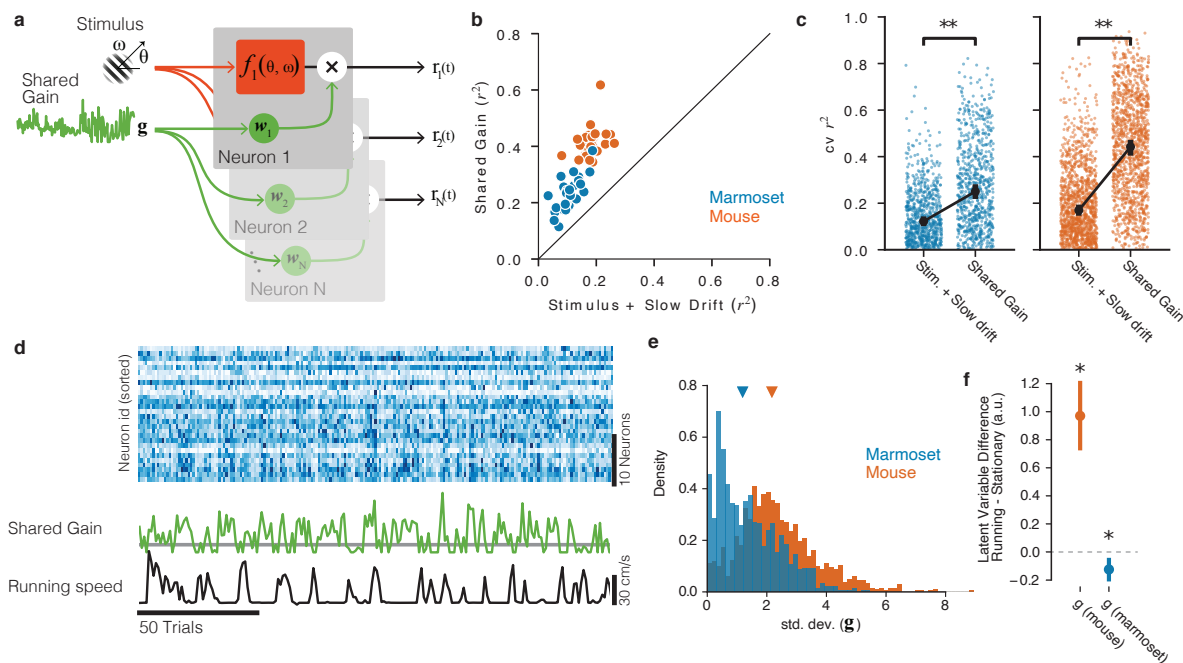 a
Stimulus
ω
θ
Shared
Gain
g
f1(θ, ω)
×
r1(t)
w1
Neuron 1
r2(t)
w2
Neuron 2
rN(t)
wN
Neuron N
b
Shared Gain (r²)
0.8
0.6
0.4
0.2
0.0
Marmoset
Mouse
0.0 0.2 0.4 0.6 0.8
Stimulus + Slow Drift (r²)
c
** **
cv r²
0.8
0.6
0.4
0.2
0.0
Stim. + Slow drift
Shared Gain
Stim. + Slow drift
Shared Gain
d
Neuron id (sorted)
10 Neurons
Shared Gain
Running speed
30 cm/s
50 Trials
e
Density
0.8
0.6
0.4
0.2
0.0
Marmoset
Mouse
0 2 4 6 8
std. dev. (g)
f
Latent Variable Difference
Running - Stationary (a.u.)
1.2
1.0
0.8
0.6
0.4
0.2
0.0
−0.2
*
*
g (mouse)
g (marmoset)